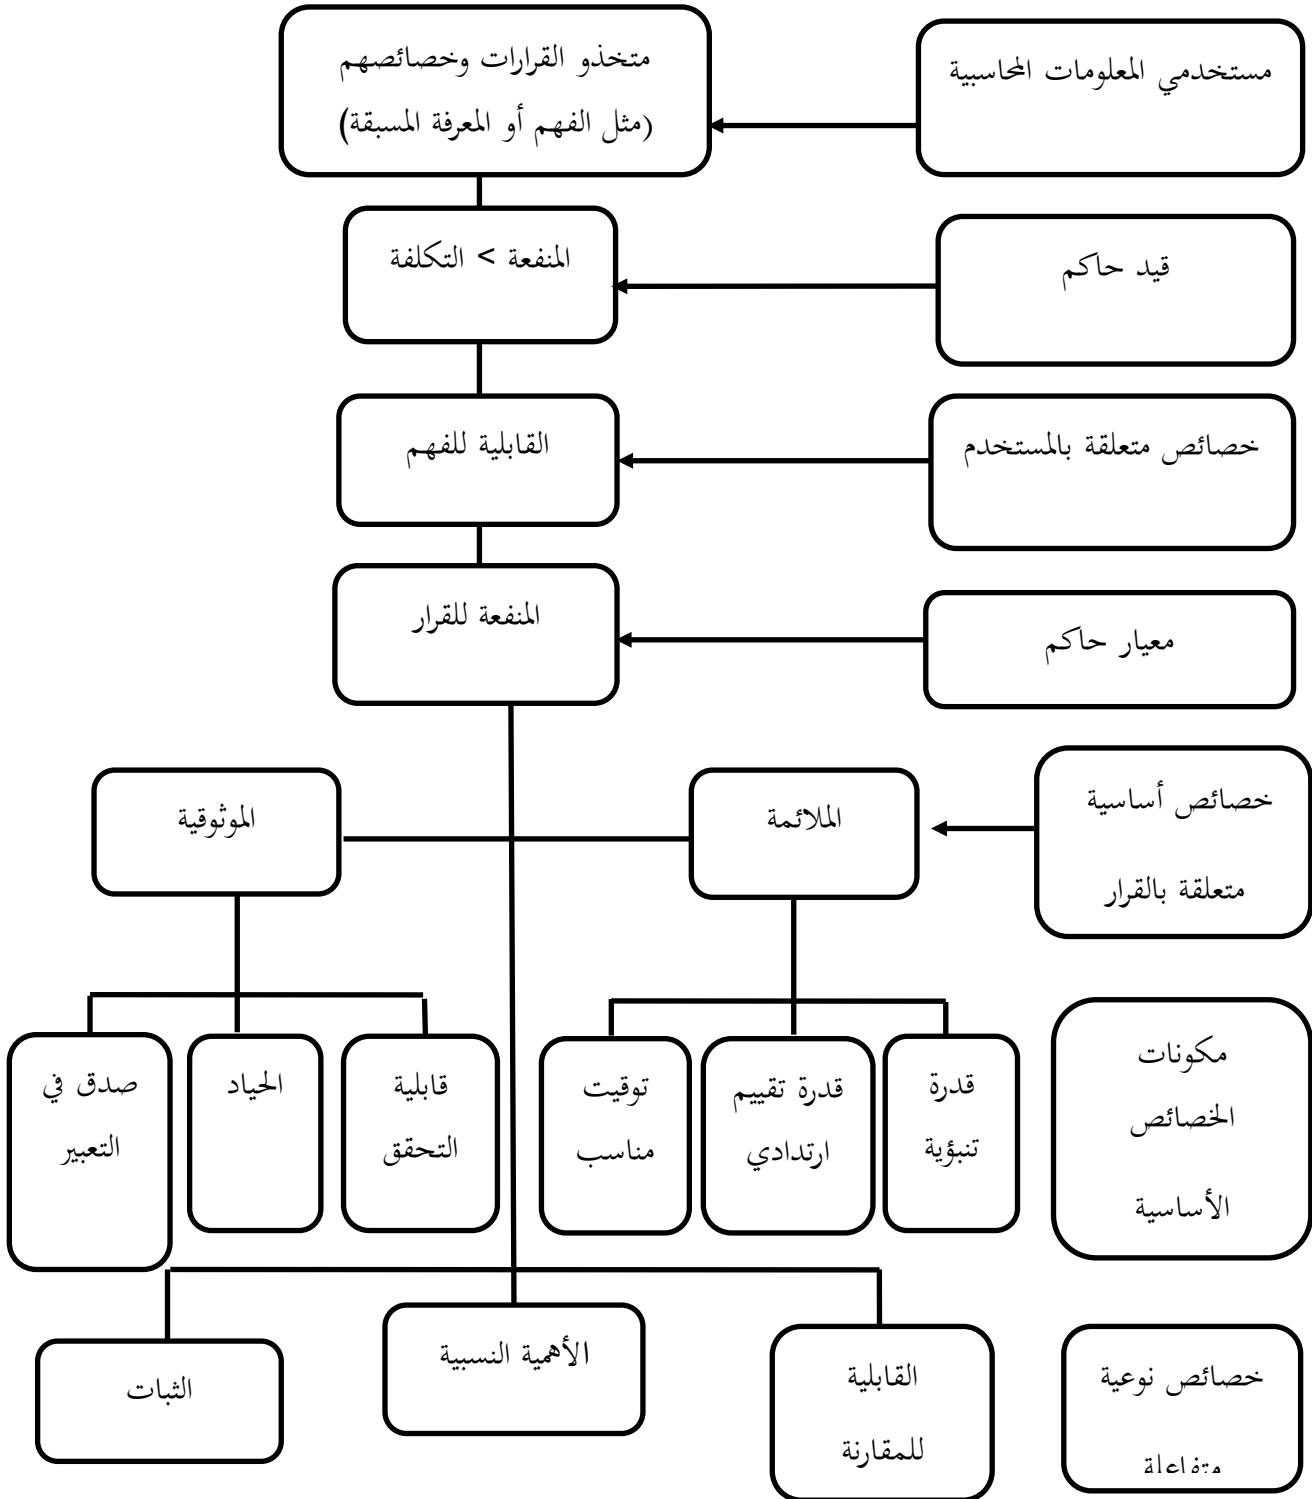 مستخدمي المعلومات المحاسبية
متخذو القرارات وخصائصهم
(مثل الفهم أو المعرفة المسبقة)
قيد حاكم
المنفعة > التكلفة
خصائص متعلقة بالمستخدم
القابلية للفهم
معيار حاكم
المنفعة للقرار
خصائص أساسية
متعلقة بالقرار
الملائمة
الموثوقية
مكونات
الخصائص
الأساسية
قدرة
تنبؤية
قدرة تقييم
ارتدادي
توقيت
مناسب
قابلية
التحقق
الحياد
صدق في
التعبير
خصائص نوعية
متفاعلة
القابلية
للمقارنة
الأهمية النسبية
الثبات